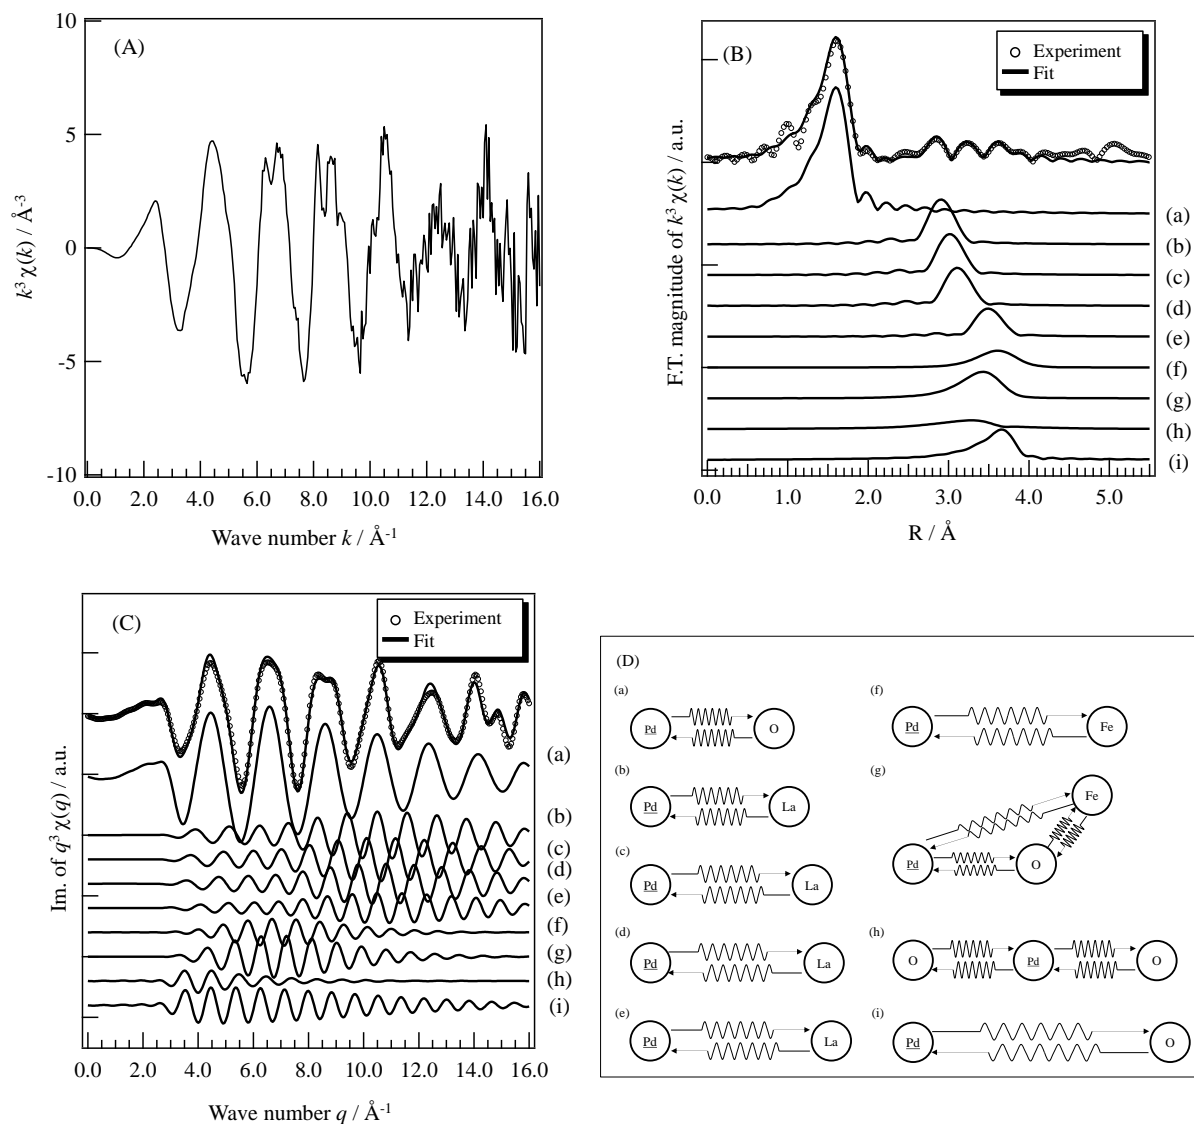 (A)
10
5
0
-5
-10
k³ χ(k) / Å⁻³
0.0 2.0 4.0 6.0 8.0 10.0 12.0 14.0 16.0
Wave number k / Å⁻¹
(B)
Experiment
Fit
F.T. magnitude of k³ χ(k) / a.u.
(a)
(b)
(c)
(d)
(e)
(f)
(g)
(h)
(i)
0.0 1.0 2.0 3.0 4.0 5.0
R / Å
(C)
Experiment
Fit
Im. of q³ χ(q) / a.u.
(a)
(b)
(c)
(d)
(e)
(f)
(g)
(h)
(i)
0.0 2.0 4.0 6.0 8.0 10.0 12.0 14.0 16.0
Wave number q / Å⁻¹
(D)
(a)
Pd O
(b)
Pd La
(c)
Pd La
(d)
Pd La
(e)
Pd La
(f)
Pd Fe
(g)
Fe
Pd O
(h)
O Pd O
(i)
Pd O